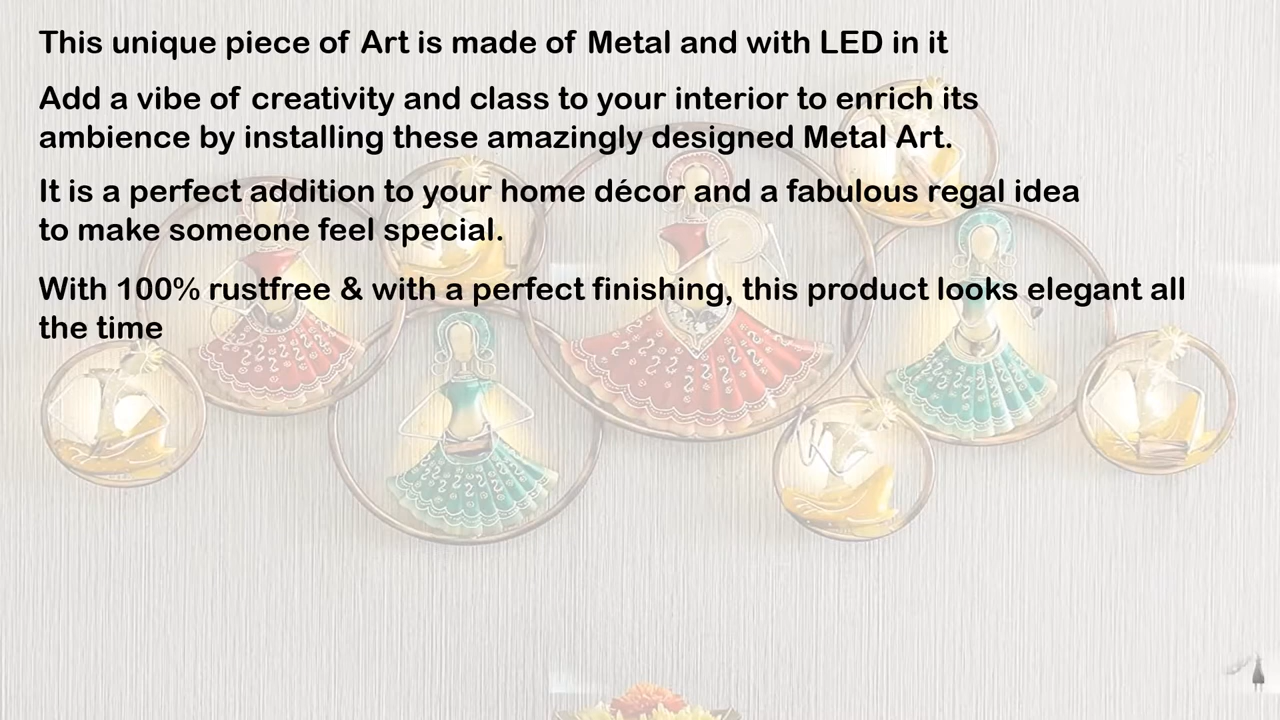 This unique piece of Art is made of Metal and with LED in it
Add a vibe of creativity and class to your interior to enrich its
ambience by installing these amazingly designed Metal Art.
It is a perfect addition to your home décor and a fabulous regal idea
to make someone feel special.
With 100% rustfree & with a perfect finishing, this product looks elegant all
the time